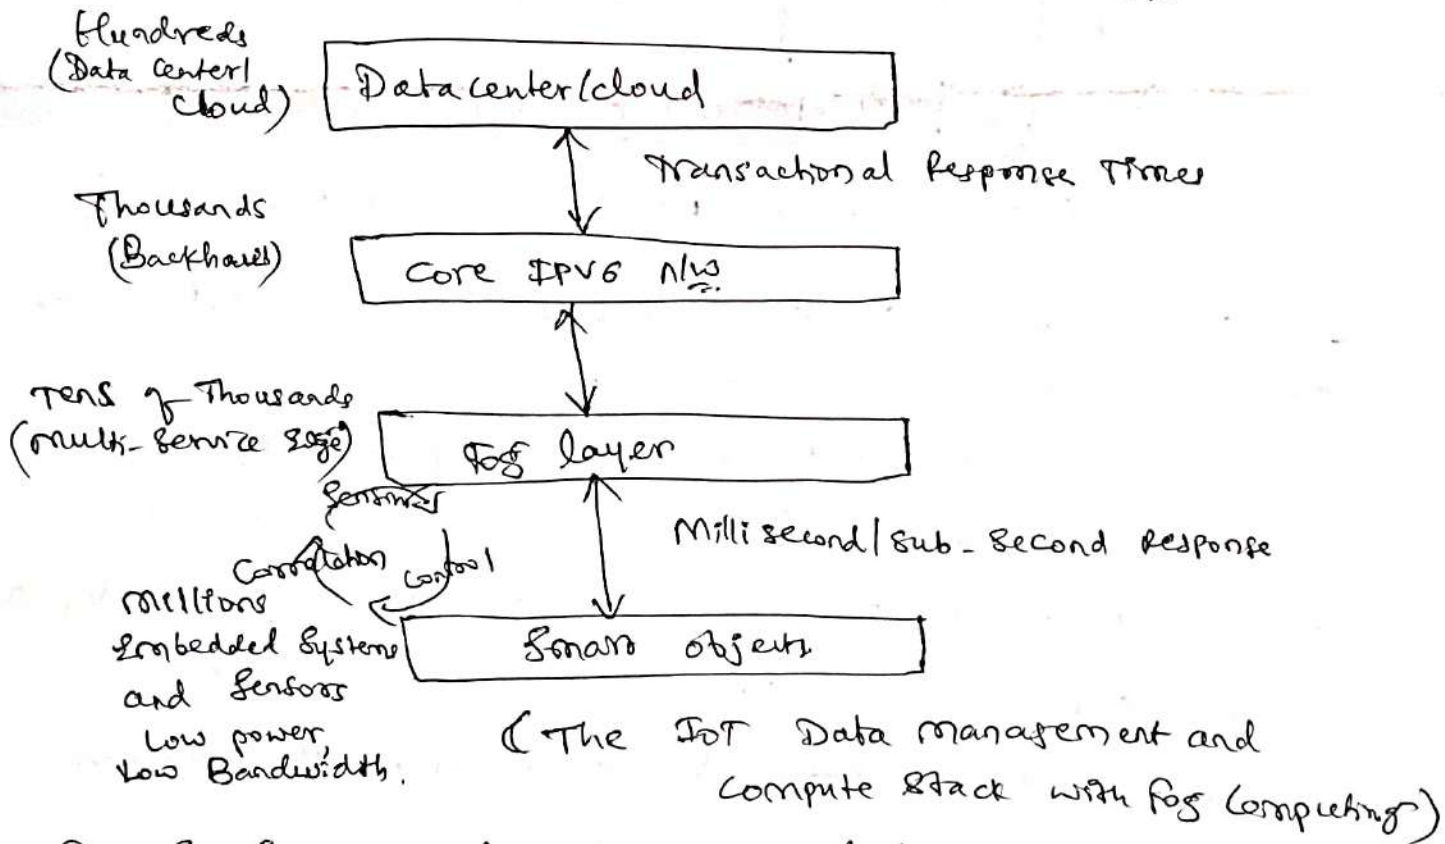 Hundreds
(Data Center/
Cloud)
Datacenter/cloud
Transactional Response Times
Thousands
(Backhaul)
Core IPV6 n/w
Tens of Thousands
(multi-Service Edge)
Fog layer
Sensing
Correlation
control
Millisecond/sub-second Response
Millions
Embedded Systems
and Sensors
Low power,
Low Bandwidth.
Smart objects
(The IoT Data management and
Compute Stack with fog Computing)